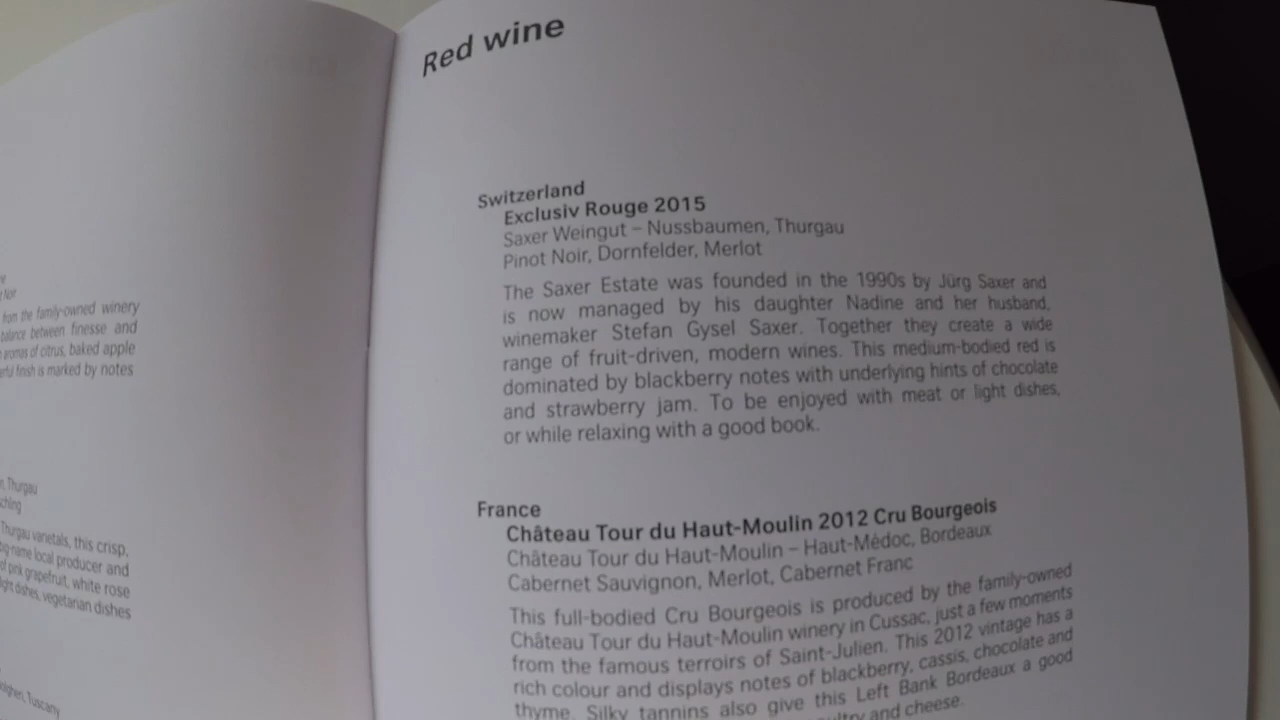 from the family-owned winery
balance between finesse and
aromas of citrus, baked apple
finish is marked by notes
Thurgau
Thurgau varietals, this crisp,
big-name local producer and
of pink grapefruit, white rose
light dishes, vegetarian dishes
Tuscany
Red wine
Switzerland
Exclusiv Rouge 2015
Saxer Weingut – Nussbaumen, Thurgau
Pinot Noir, Dornfelder, Merlot
The Saxer Estate was founded in the 1990s by Jürg Saxer and
is now managed by his daughter Nadine and her husband,
winemaker Stefan Gysel Saxer. Together they create a wide
range of fruit-driven, modern wines. This medium-bodied red is
dominated by blackberry notes with underlying hints of chocolate
and strawberry jam. To be enjoyed with meat or light dishes,
or while relaxing with a good book.
France
Château Tour du Haut-Moulin 2012 Cru Bourgeois
Château Tour du Haut-Moulin – Haut-Médoc, Bordeaux
Cabernet Sauvignon, Merlot, Cabernet Franc
This full-bodied Cru Bourgeois is produced by the family-owned
Château Tour du Haut-Moulin winery in Cussac, just a few moments
from the famous terroirs of Saint-Julien. This 2012 vintage has a
rich colour and displays notes of blackberry, cassis, chocolate and
thyme. Silky tannins also give this Left Bank Bordeaux a good
and cheese.